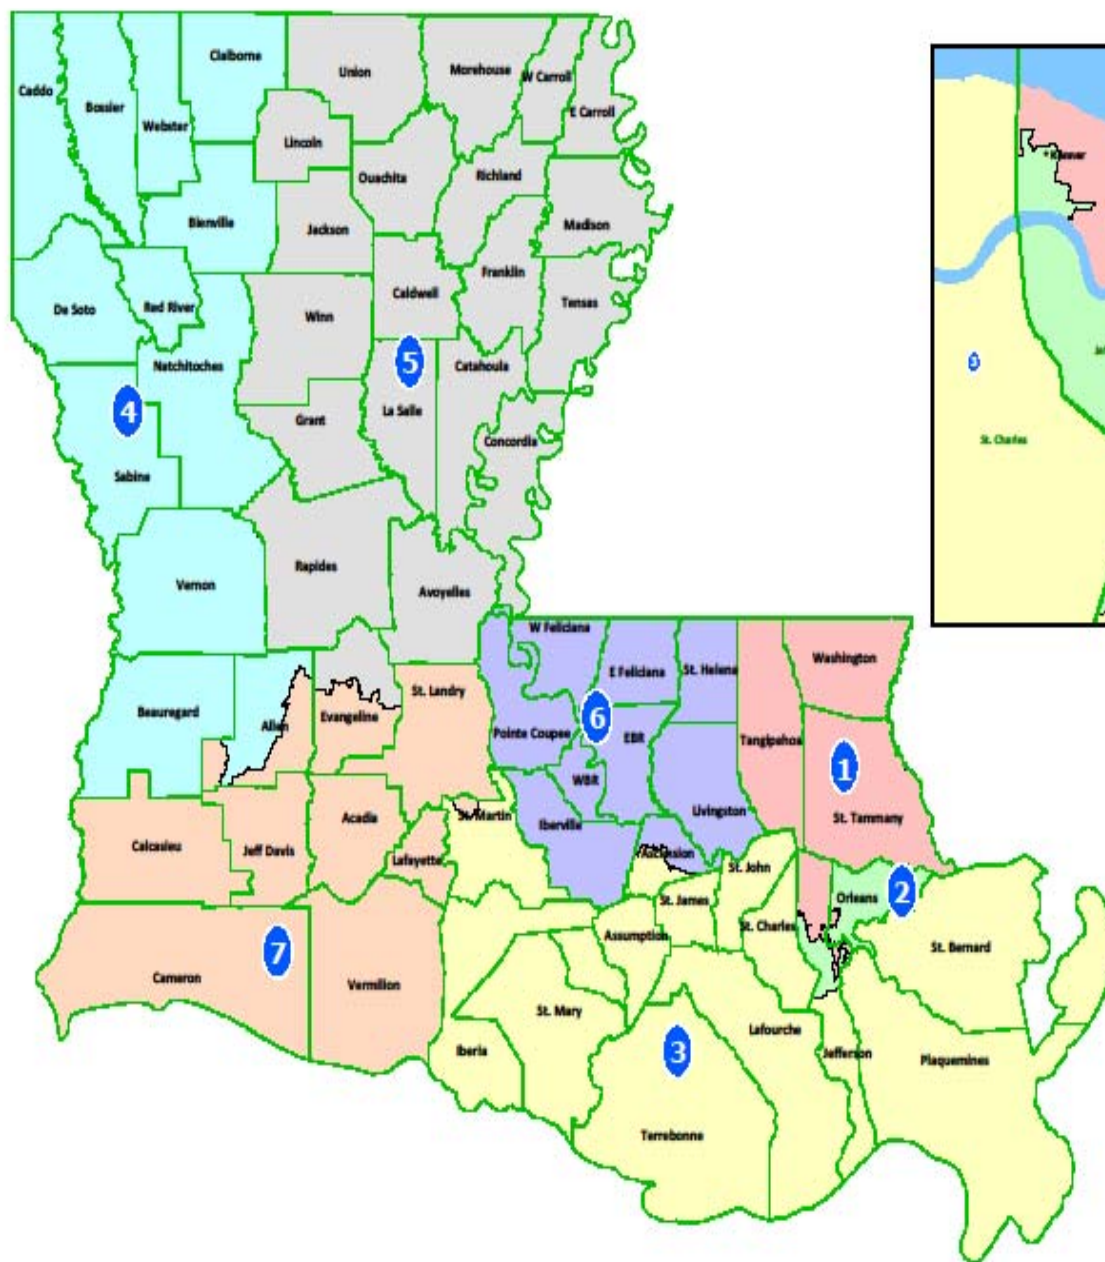 Claiborne
Union
Morehouse
W Carroll
Caddo
Bossier
Webster
E Carroll
Lincoln
Ouachita
Richland
Bienville
Jackson
Madison
Franklin
Caldwell
De Soto
Red River
Winn
Tensas
Natchitoches
5
Catahoula
4
La Salle
Grant
Concordia
Sabine
Rapides
Vernon
Avoyelles
W Feliciana
E Feliciana
St. Helena
Washington
St. Landry
Beauregard
Allen
Evangeline
6
Pointe Coupee
EBR
Tangipahoa
1
WBR
Livingston
St. Tammany
Calcasieu
Jeff Davis
Acadia
Lafayette
St. Martin
Iberville
Ascension
St. John
2
Orleans
St. James
St. Charles
Assumption
St. Bernard
7
Cameron
Vermilion
St. Mary
Lafourche
Iberia
3
Jefferson
Plaquemines
Terrebonne
Kenner
3
St. Charles